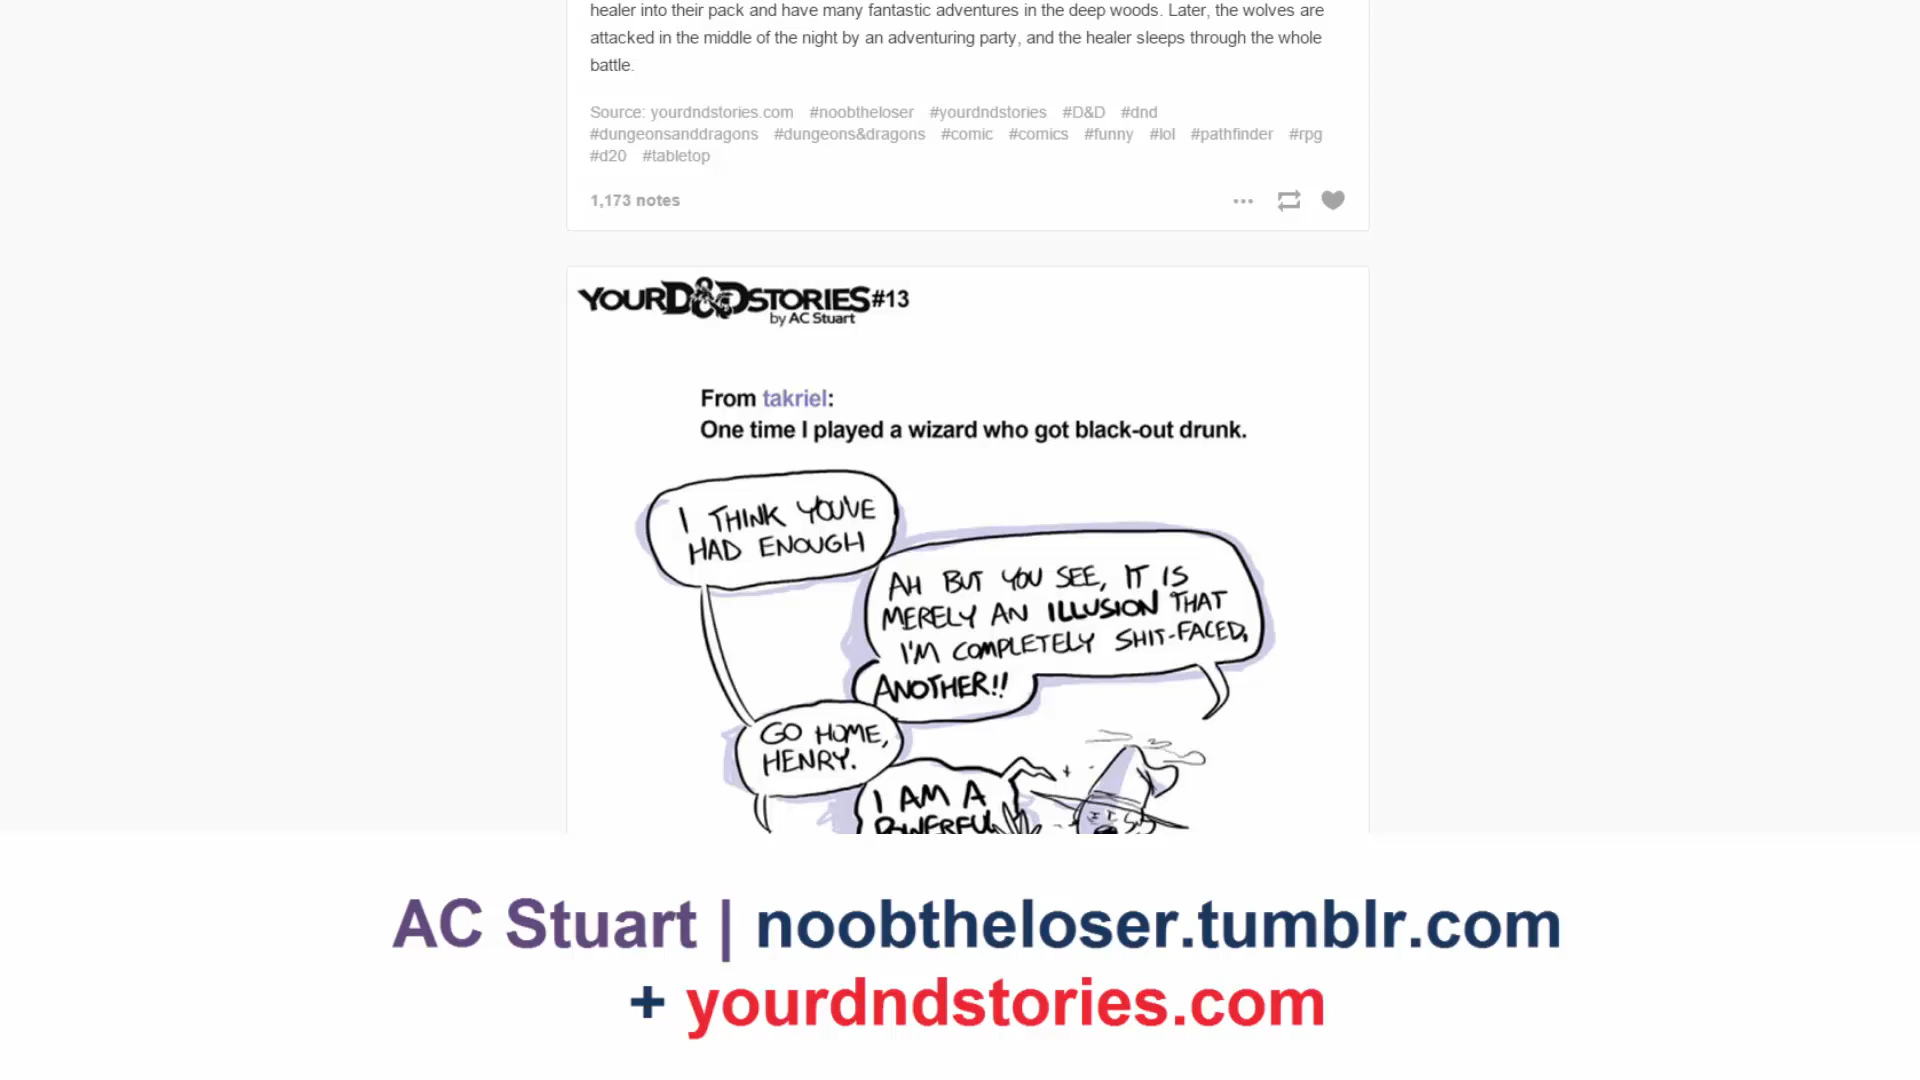 healer into their pack and have many fantastic adventures in the deep woods. Later, the wolves are
attacked in the middle of the night by an adventuring party, and the healer sleeps through the whole
battle.
Source: yourdndstories.com #noobtheloser #yourdndstories #D&D #dnd
#dungeonsanddragons #dungeons&dragons #comic #comics #funny #lol #pathfinder #rpg
#d20 #tabletop
1,173 notes
YOUR D&D STORIES #13
by AC Stuart
From takriel:
One time I played a wizard who got black-out drunk.
I THINK YOU'VE
HAD ENOUGH
AH BUT YOU SEE, IT IS
MERELY AN ILLUSION THAT
I'M COMPLETELY SHIT-FACED,
ANOTHER!!
GO HOME,
HENRY.
I AM A
POWERFUL
AC Stuart | noobtheloser.tumblr.com
+ yourdndstories.com